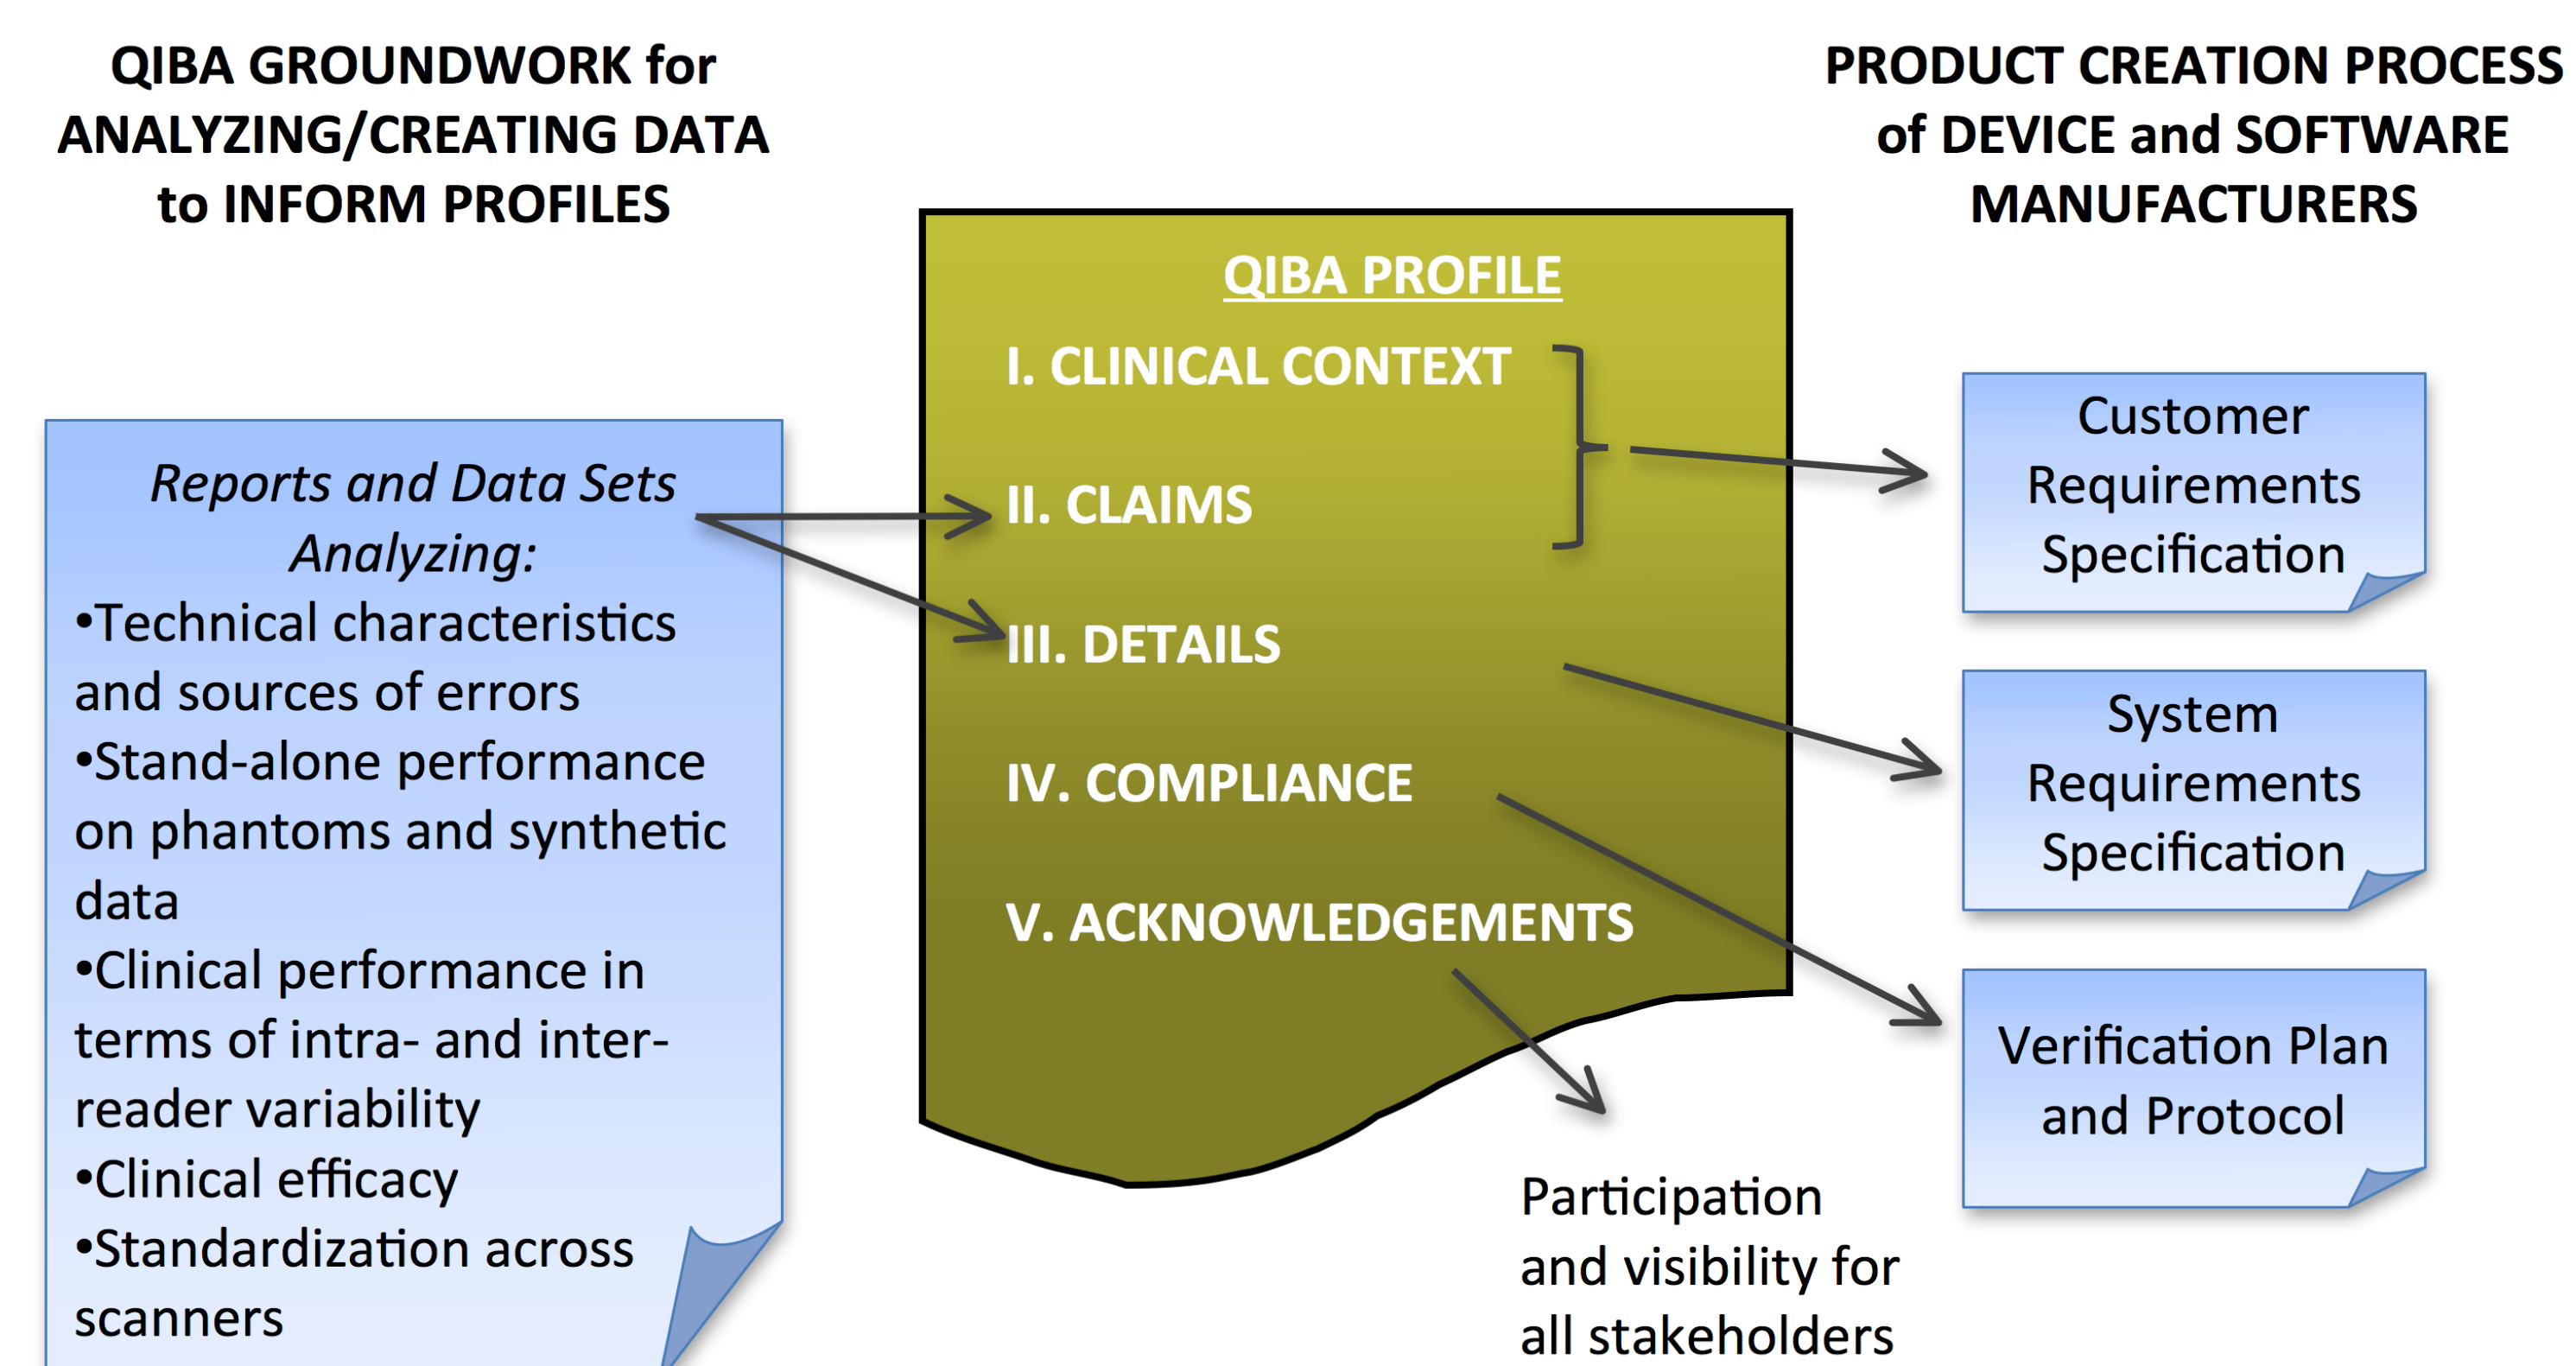 QIBA GROUNDWORK for
ANALYZING/CREATING DATA
to INFORM PROFILES
Reports and Data Sets
Analyzing:
•Technical characteristics
and sources of errors
•Stand-alone performance
on phantoms and synthetic
data
•Clinical performance in
terms of intra- and inter-
reader variability
•Clinical efficacy
•Standardization across
scanners
QIBA PROFILE
I. CLINICAL CONTEXT
II. CLAIMS
III. DETAILS
IV. COMPLIANCE
V. ACKNOWLEDGEMENTS
Participation
and visibility for
all stakeholders
PRODUCT CREATION PROCESS
of DEVICE and SOFTWARE
MANUFACTURERS
Customer
Requirements
Specification
System
Requirements
Specification
Verification Plan
and Protocol